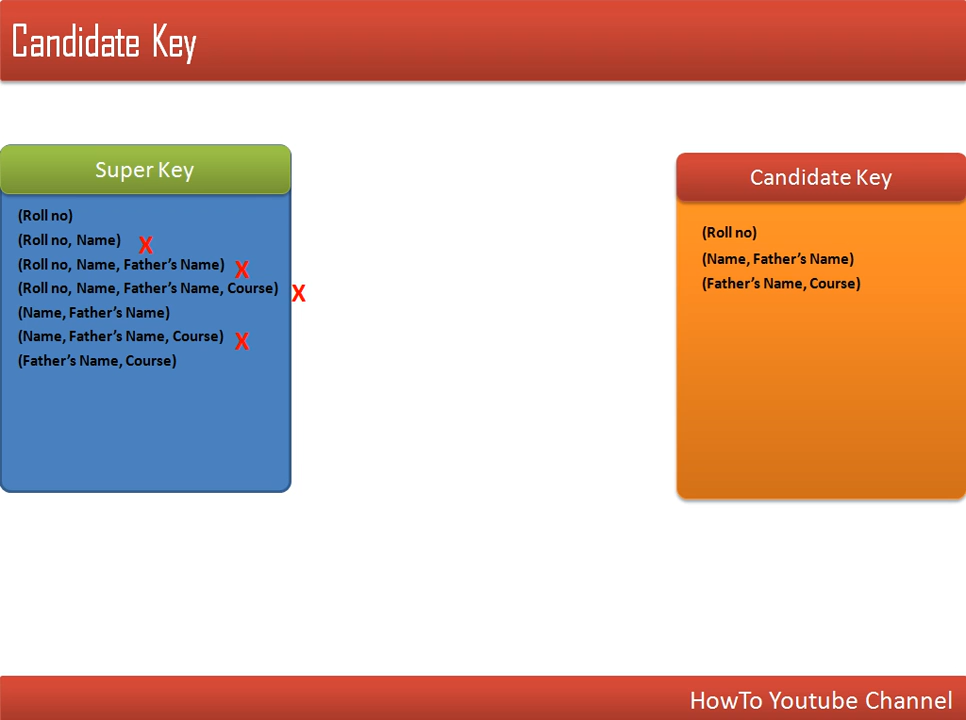 Candidate Key
Super Key
(Roll no)
(Roll no, Name) X
(Roll no, Name, Father's Name) X
(Roll no, Name, Father's Name, Course) X
(Name, Father's Name)
(Name, Father's Name, Course) X
(Father's Name, Course)
Candidate Key
(Roll no)
(Name, Father's Name)
(Father's Name, Course)
HowTo Youtube Channel